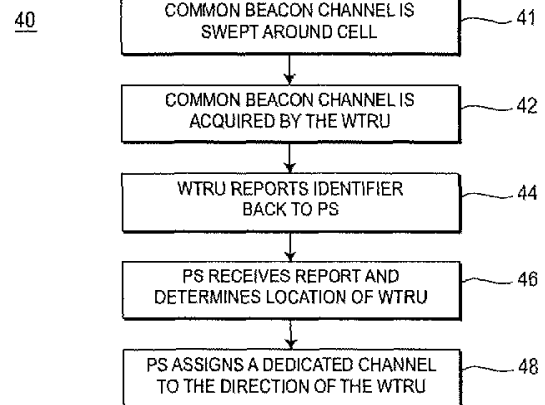 40
COMMON BEACON CHANNEL IS
SWEPT AROUND CELL
41
COMMON BEACON CHANNEL IS
ACQUIRED BY THE WTRU
42
WTRU REPORTS IDENTIFIER
BACK TO PS
44
PS RECEIVES REPORT AND
DETERMINES LOCATION OF WTRU
46
PS ASSIGNS A DEDICATED CHANNEL
TO THE DIRECTION OF THE WTRU
48